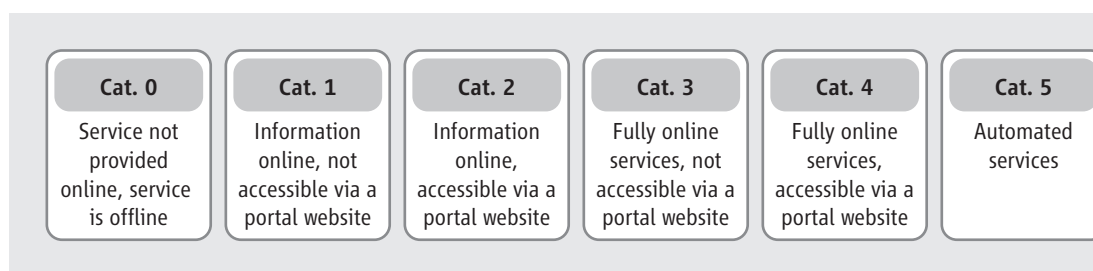 Cat. 0
Service not
provided
online, service
is offline
Cat. 1
Information
online, not
accessible via a
portal website
Cat. 2
Information
online,
accessible via a
portal website
Cat. 3
Fully online
services, not
accessible via a
portal website
Cat. 4
Fully online
services,
accessible via a
portal website
Cat. 5
Automated
services